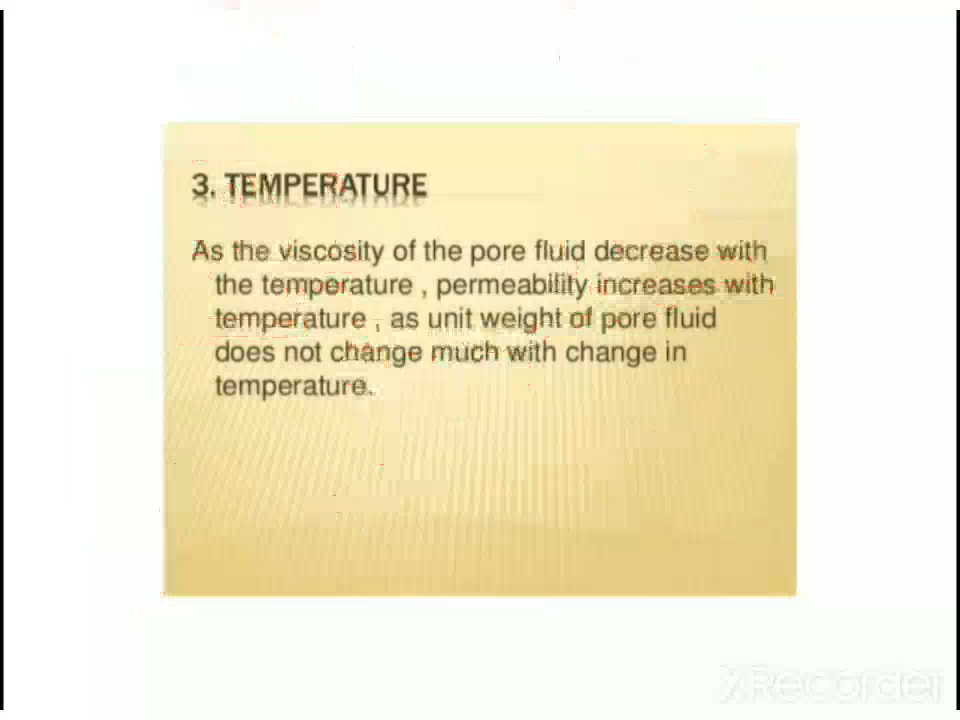 3. TEMPERATURE
As the viscosity of the pore fluid decrease with
the temperature , permeability increases with
temperature , as unit weight of pore fluid
does not change much with change in
temperature.
XRecorder